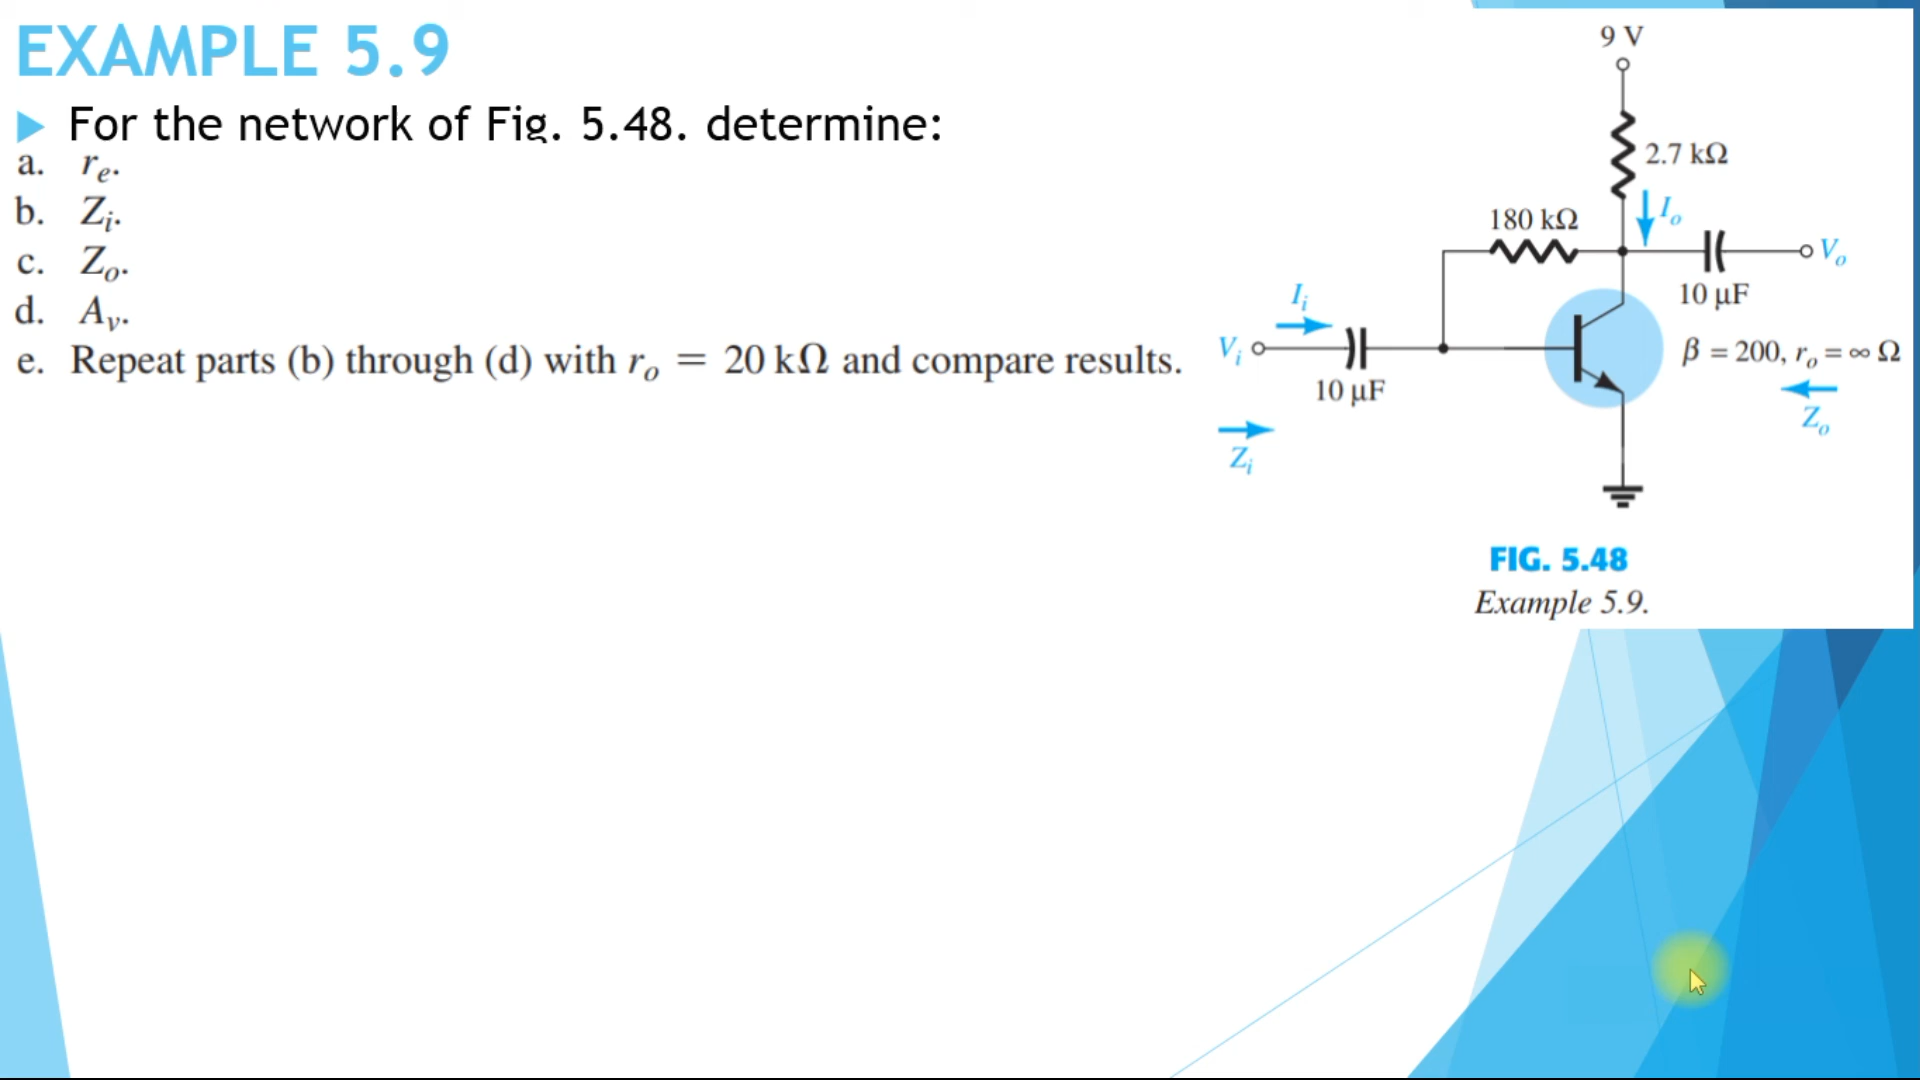 EXAMPLE 5.9
For the network of Fig. 5.48. determine:
a. rₑ.
b. Zᵢ.
c. Zₒ.
d. Aᵥ.
e. Repeat parts (b) through (d) with rₒ = 20 kΩ and compare results.
9 V
2.7 kΩ
Iₒ
180 kΩ
Vₒ
10 μF
Iᵢ
Vᵢ
10 μF
β = 200, rₒ = ∞ Ω
Zₒ
Zᵢ
FIG. 5.48
Example 5.9.